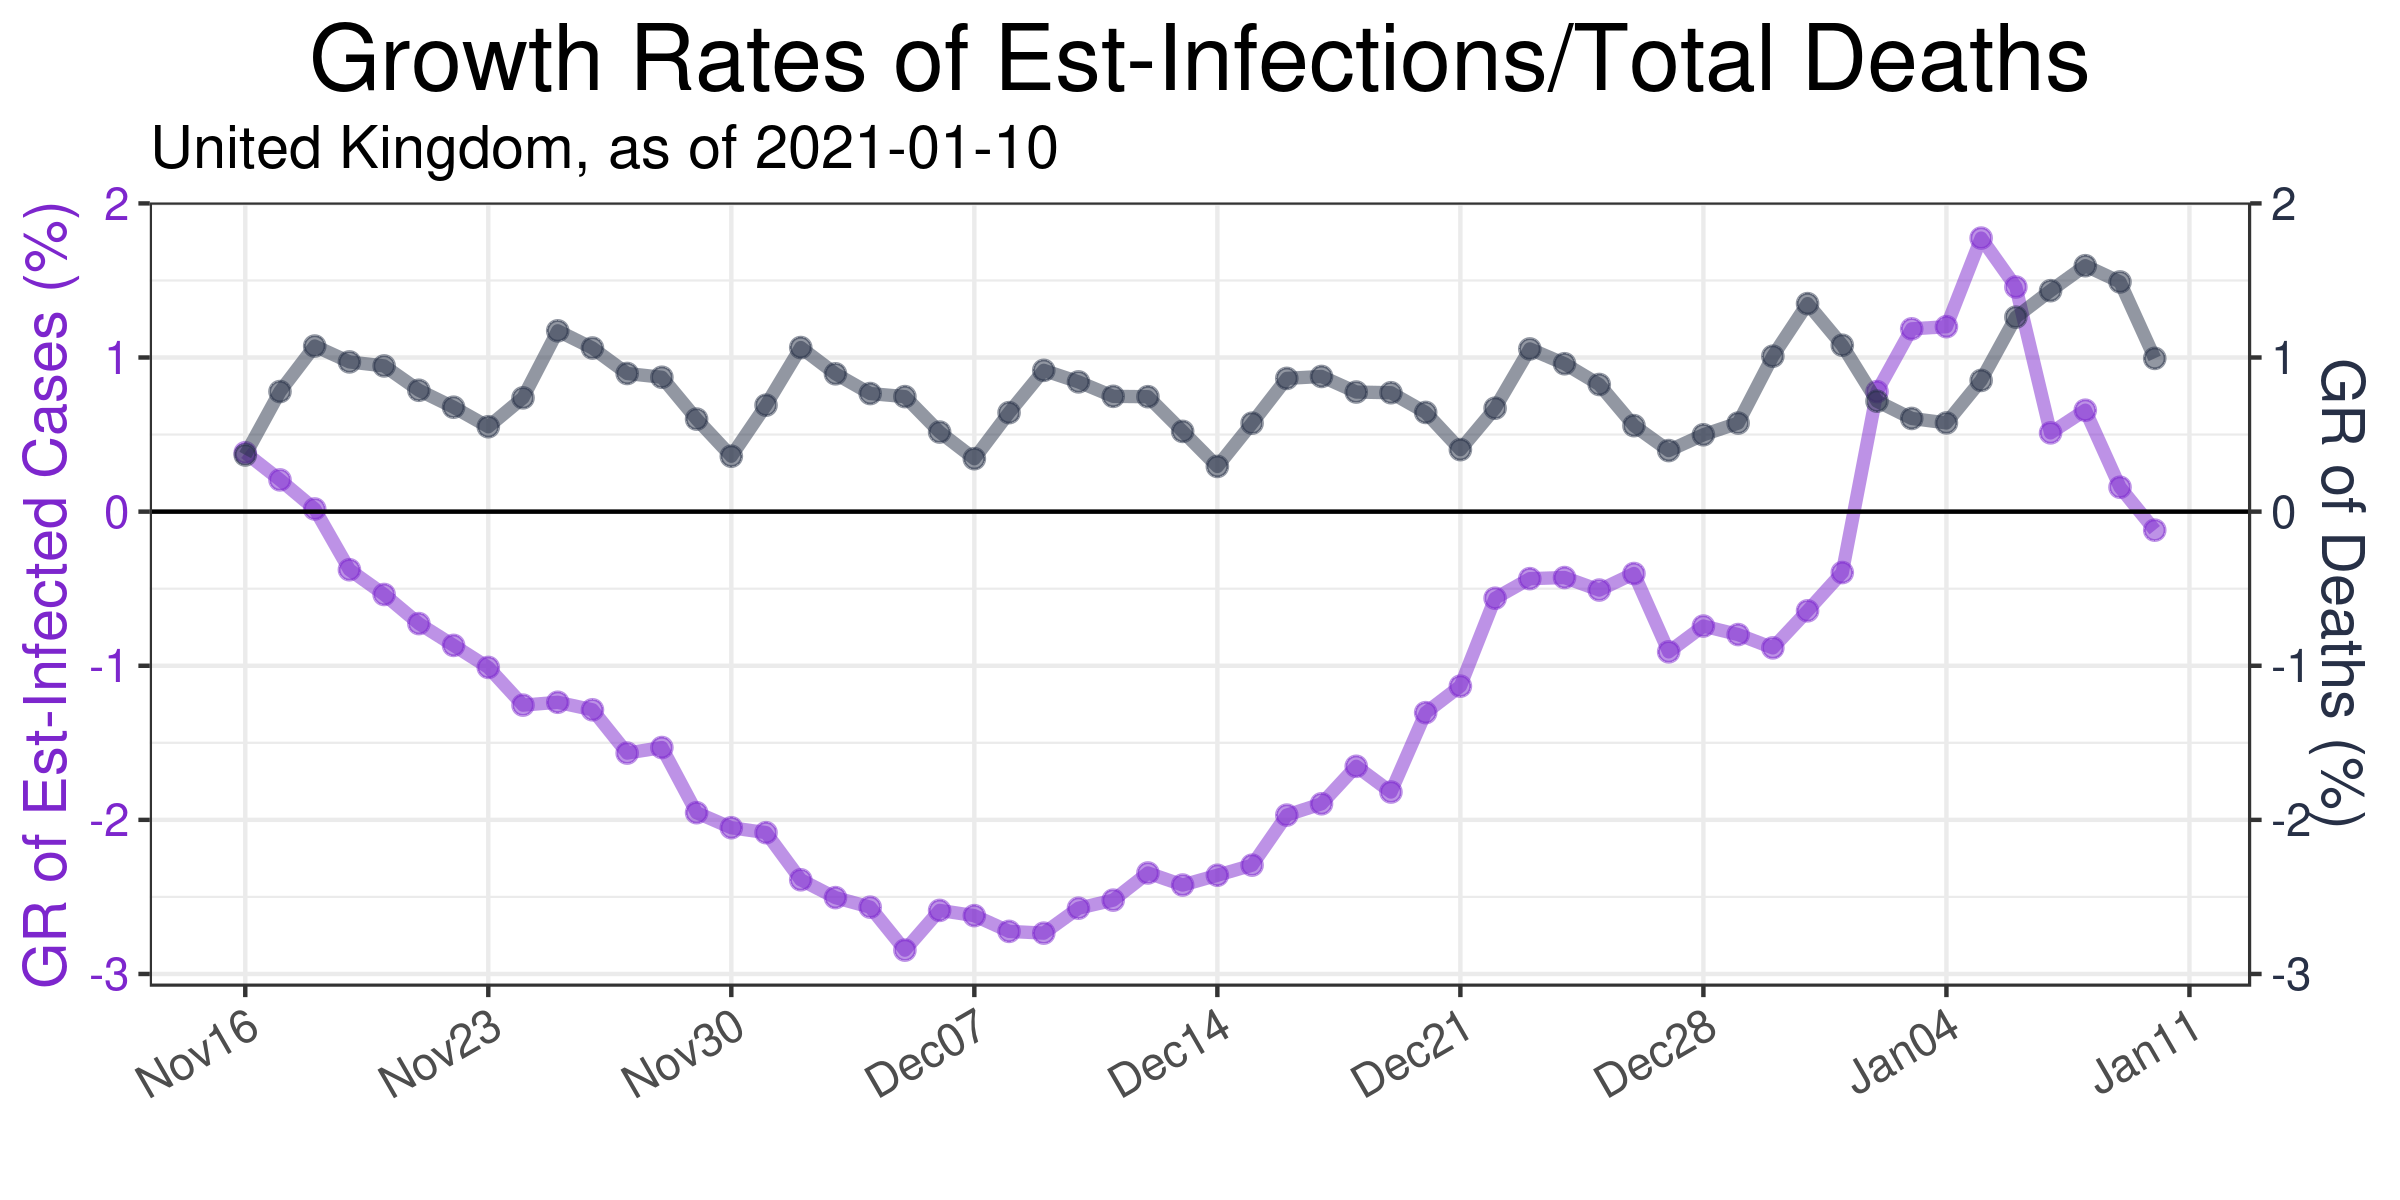 Growth Rates of Est-Infections/Total Deaths
United Kingdom, as of 2021-01-10
GR of Est-Infected Cases (%)
2
1
0
-1
-2
-3
2
1
0
-1
-2
-3
GR of Deaths (%)
Nov16
Nov23
Nov30
Dec07
Dec14
Dec21
Dec28
Jan04
Jan11